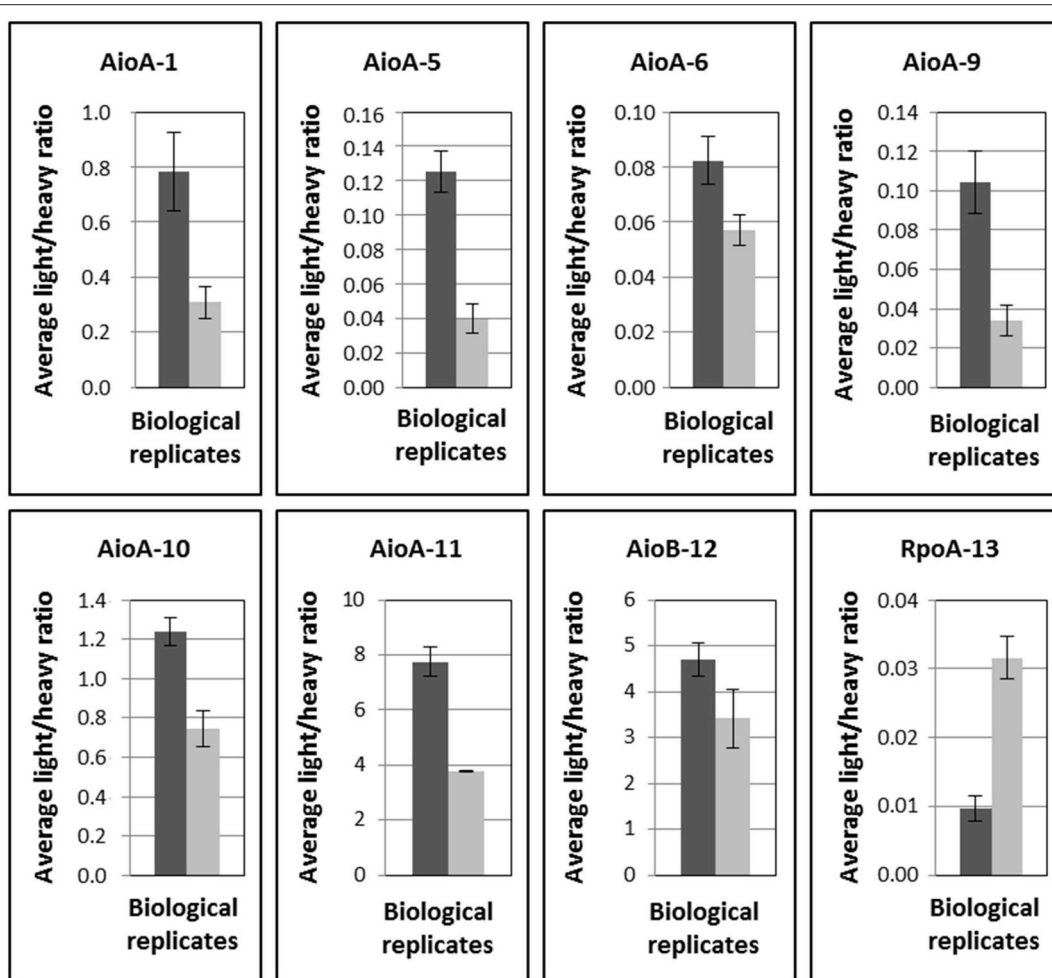 AioA-1
Average light/heavy ratio
1.0
0.8
0.6
0.4
0.2
0.0
Biological
replicates
AioA-5
Average light/heavy ratio
0.16
0.14
0.12
0.10
0.08
0.06
0.04
0.02
0.00
Biological
replicates
AioA-6
Average light/heavy ratio
0.10
0.08
0.06
0.04
0.02
0.00
Biological
replicates
AioA-9
Average light/heavy ratio
0.14
0.12
0.10
0.08
0.06
0.04
0.02
0.00
Biological
replicates
AioA-10
Average light/heavy ratio
1.4
1.2
1.0
0.8
0.6
0.4
0.2
0.0
Biological
replicates
AioA-11
Average light/heavy ratio
10
8
6
4
2
0
Biological
replicates
AioB-12
Average light/heavy ratio
6
5
4
3
2
1
0
Biological
replicates
RpoA-13
Average light/heavy ratio
0.04
0.03
0.02
0.01
0.00
Biological
replicates